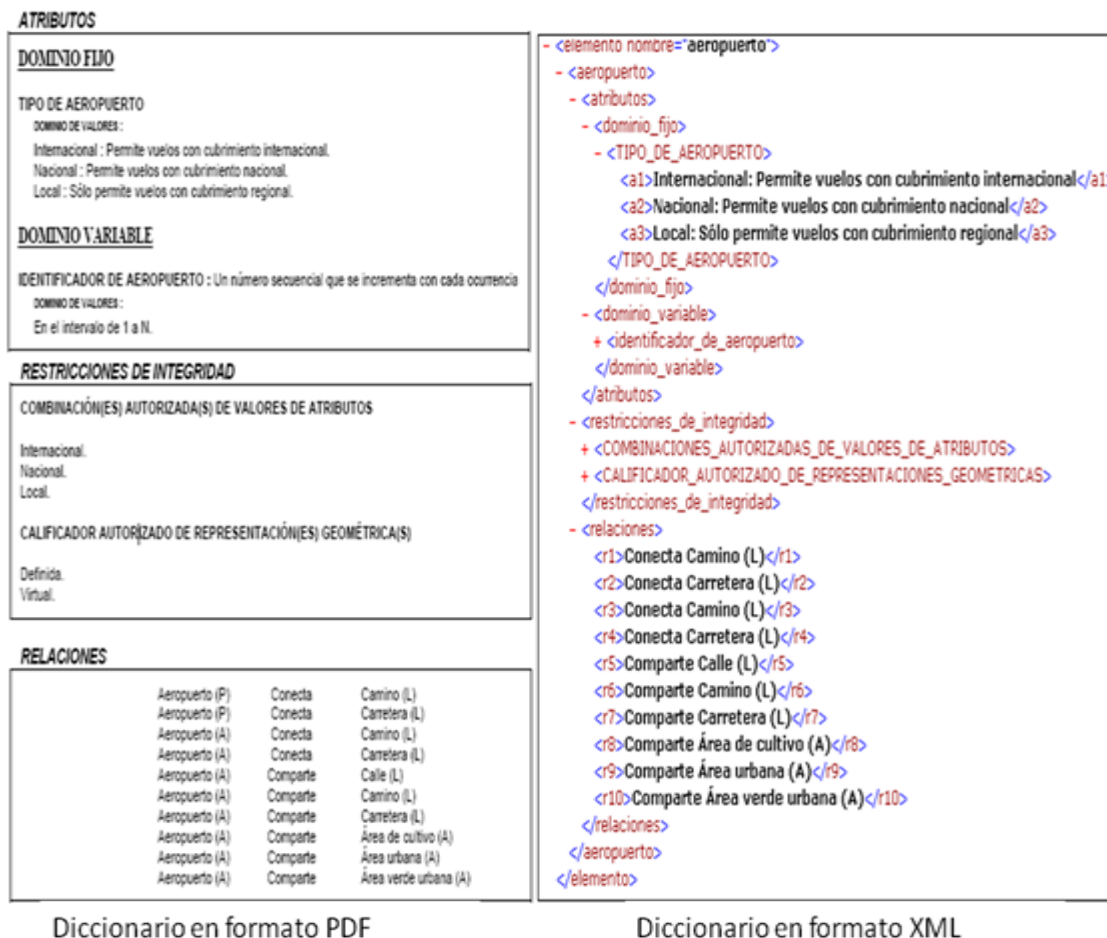 ATRIBUTOS
DOMINIO FIJO
TIPO DE AEROPUERTO
DOMINIO DE VALORES :
Internacional : Permite vuelos con cubrimiento internacional.
Nacional : Permite vuelos con cubrimiento nacional.
Local : Sólo permite vuelos con cubrimiento regional.
DOMINIO VARIABLE
IDENTIFICADOR DE AEROPUERTO : Un número secuencial que se incrementa con cada ocurrencia
DOMINIO DE VALORES :
En el intervalo de 1 a N.
RESTRICCIONES DE INTEGRIDAD
COMBINACIÓN(ES) AUTORIZADA(S) DE VALORES DE ATRIBUTOS
Internacional.
Nacional.
Local.
CALIFICADOR AUTORIZADO DE REPRESENTACIÓN(ES) GEOMÉTRICA(S)
Definida.
Virtual.
RELACIONES
Aeropuerto (P) Conecta Camino (L)
Aeropuerto (P) Conecta Carretera (L)
Aeropuerto (A) Conecta Camino (L)
Aeropuerto (A) Conecta Carretera (L)
Aeropuerto (A) Comparte Calle (L)
Aeropuerto (A) Comparte Camino (L)
Aeropuerto (A) Comparte Carretera (L)
Aeropuerto (A) Comparte Área de cultivo (A)
Aeropuerto (A) Comparte Área urbana (A)
Aeropuerto (A) Comparte Área verde urbana (A)
Diccionario en formato PDF
- <elemento nombre="aeropuerto">
- <aeropuerto>
- <atributos>
- <dominio_fijo>
- <TIPO_DE_AEROPUERTO>
<a1>Internacional: Permite vuelos con cubrimiento internacional</a1
<a2>Nacional: Permite vuelos con cubrimiento nacional</a2>
<a3>Local: Sólo permite vuelos con cubrimiento regional</a3>
</TIPO_DE_AEROPUERTO>
</dominio_fijo>
- <dominio_variable>
+ <identificador_de_aeropuerto>
</dominio_variable>
</atributos>
- <restricciones_de_integridad>
+ <COMBINACIONES_AUTORIZADAS_DE_VALORES_DE_ATRIBUTOS>
+ <CALIFICADOR_AUTORIZADO_DE_REPRESENTACIONES_GEOMETRICAS>
</restricciones_de_integridad>
- <relaciones>
<r1>Conecta Camino (L)</r1>
<r2>Conecta Carretera (L)</r2>
<r3>Conecta Camino (L)</r3>
<r4>Conecta Carretera (L)</r4>
<r5>Comparte Calle (L)</r5>
<r6>Comparte Camino (L)</r6>
<r7>Comparte Carretera (L)</r7>
<r8>Comparte Área de cultivo (A)</r8>
<r9>Comparte Área urbana (A)</r9>
<r10>Comparte Área verde urbana (A)</r10>
</relaciones>
</aeropuerto>
</elemento>
Diccionario en formato XML